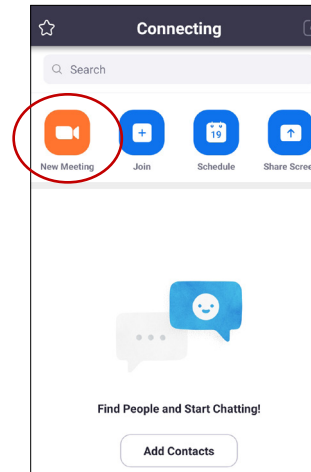 Connecting
Search
19
New Meeting Join Schedule Share Scree
Find People and Start Chatting!
Add Contacts